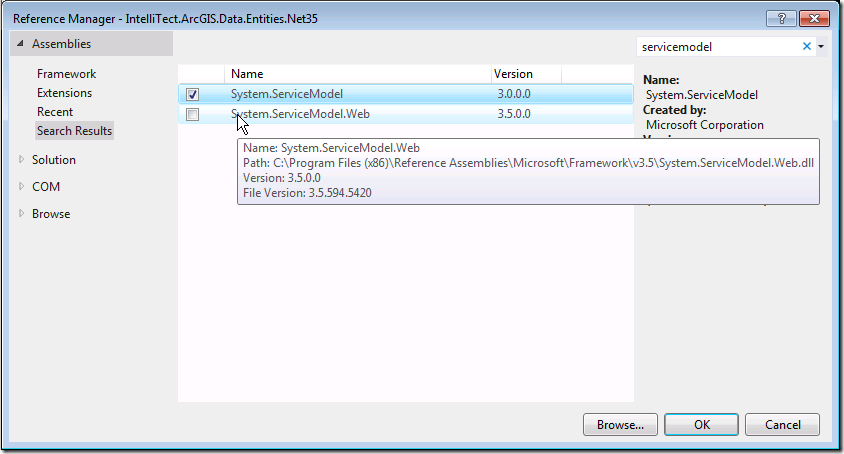 Reference Manager - IntelliTect.ArcGIS.Data.Entities.Net35
Assemblies
Framework
Extensions
Recent
Search Results
Solution
COM
Browse
servicemodel
Name Version
System.ServiceModel 3.0.0.0
System.ServiceModel.Web 3.5.0.0
Name: System.ServiceModel.Web
Path: C:\Program Files (x86)\Reference Assemblies\Microsoft\Framework\v3.5\System.ServiceModel.Web.dll
Version: 3.5.0.0
File Version: 3.5.594.5420
Name:
System.ServiceModel
Created by:
Microsoft Corporation
Browse...
OK
Cancel